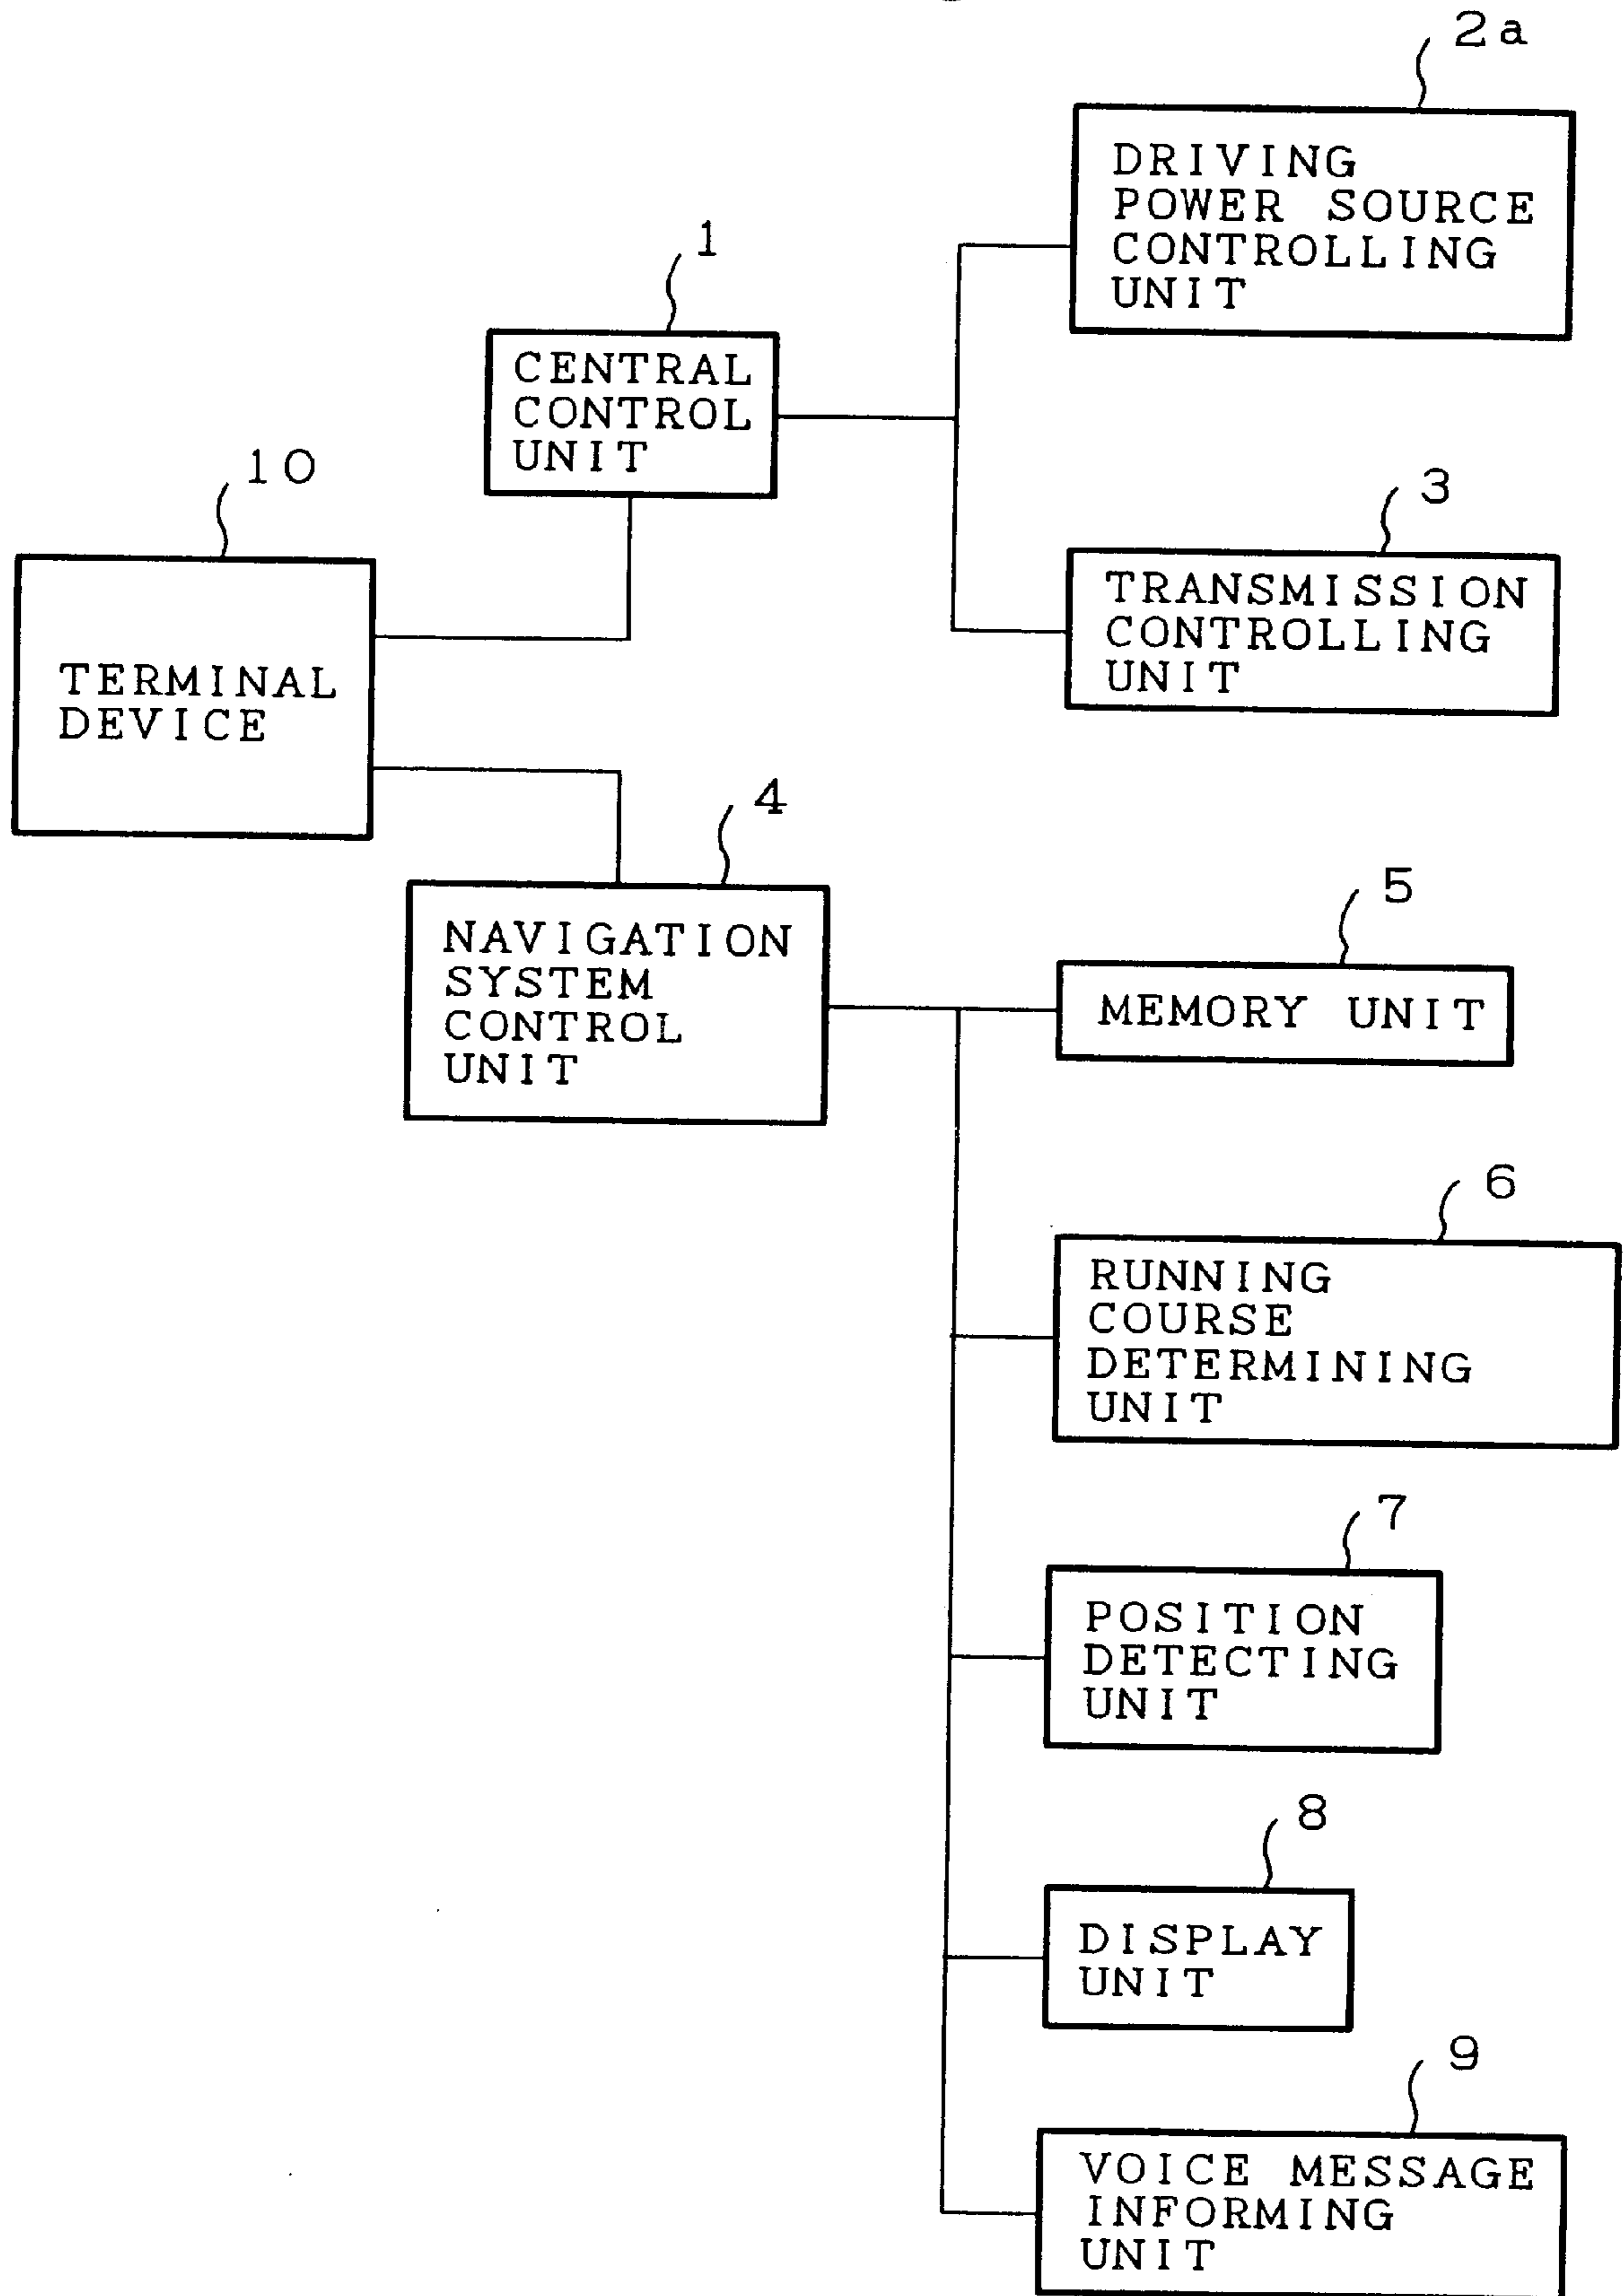 2a
DRIVING
POWER SOURCE
CONTROLLING
UNIT
1
CENTRAL
CONTROL
UNIT
10
TERMINAL
DEVICE
3
TRANSMISSION
CONTROLLING
UNIT
4
NAVIGATION
SYSTEM
CONTROL
UNIT
5
MEMORY UNIT
6
RUNNING
COURSE
DETERMINING
UNIT
7
POSITION
DETECTING
UNIT
8
DISPLAY
UNIT
9
VOICE MESSAGE
INFORMING
UNIT